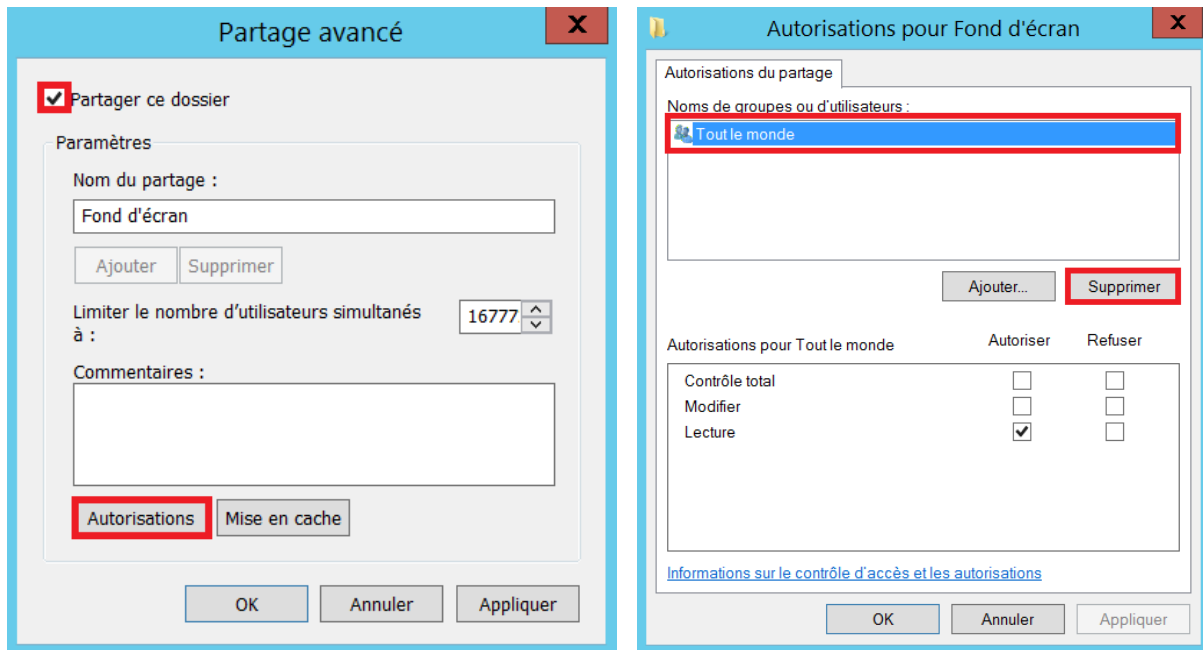 Partage avancé
X
Partager ce dossier
Paramètres
Nom du partage :
Fond d'écran
Ajouter
Supprimer
Limiter le nombre d'utilisateurs simultanés
à :
16777
Commentaires :
Autorisations
Mise en cache
OK
Annuler
Appliquer
Autorisations pour Fond d'écran
X
Autorisations du partage
Noms de groupes ou d'utilisateurs :
Tout le monde
Ajouter...
Supprimer
Autorisations pour Tout le monde
Autoriser
Refuser
Contrôle total
Modifier
Lecture
Informations sur le contrôle d'accès et les autorisations
OK
Annuler
Appliquer